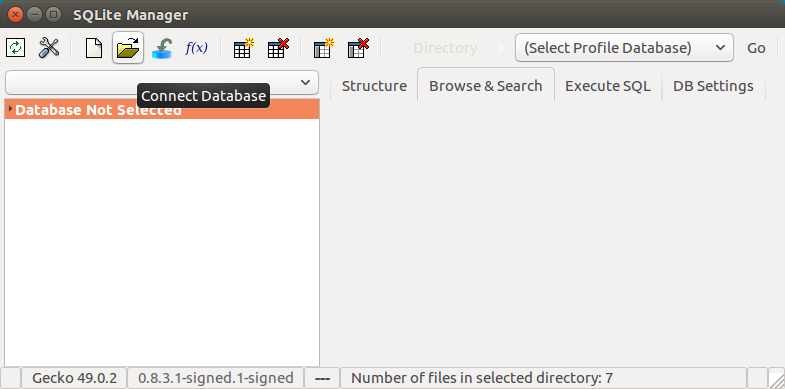 SQLite Manager
f(x)
Directory
(Select Profile Database)
Go
Connect Database
Structure
Browse & Search
Execute SQL
DB Settings
Database Not Selected
Gecko 49.0.2
0.8.3.1-signed.1-signed
---
Number of files in selected directory: 7